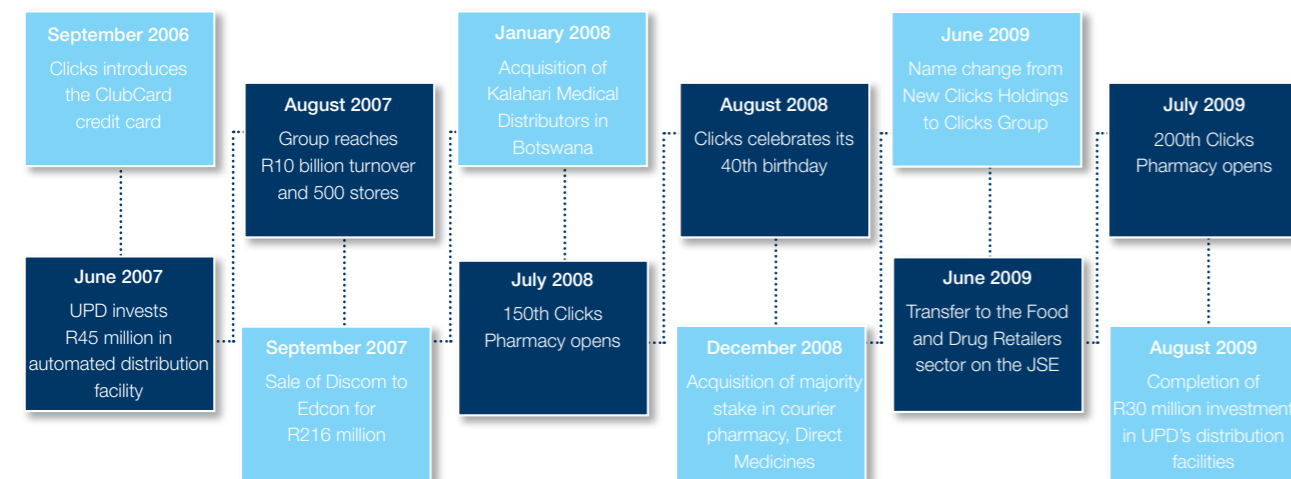 September 2006
Clicks introduces
the ClubCard
credit card
June 2007
UPD invests
R45 million in
automated distribution
facility
August 2007
Group reaches
R10 billion turnover
and 500 stores
September 2007
Sale of Discom to
Edcon for
R216 million
January 2008
Acquisition of
Kalahari Medical
Distributors in
Botswana
July 2008
150th Clicks
Pharmacy opens
August 2008
Clicks celebrates its
40th birthday
December 2008
Acquisition of majority
stake in courier
pharmacy, Direct
Medicines
June 2009
Name change from
New Clicks Holdings
to Clicks Group
June 2009
Transfer to the Food
and Drug Retailers
sector on the JSE
July 2009
200th Clicks
Pharmacy opens
August 2009
Completion of
R30 million investment
in UPD's distribution
facilities